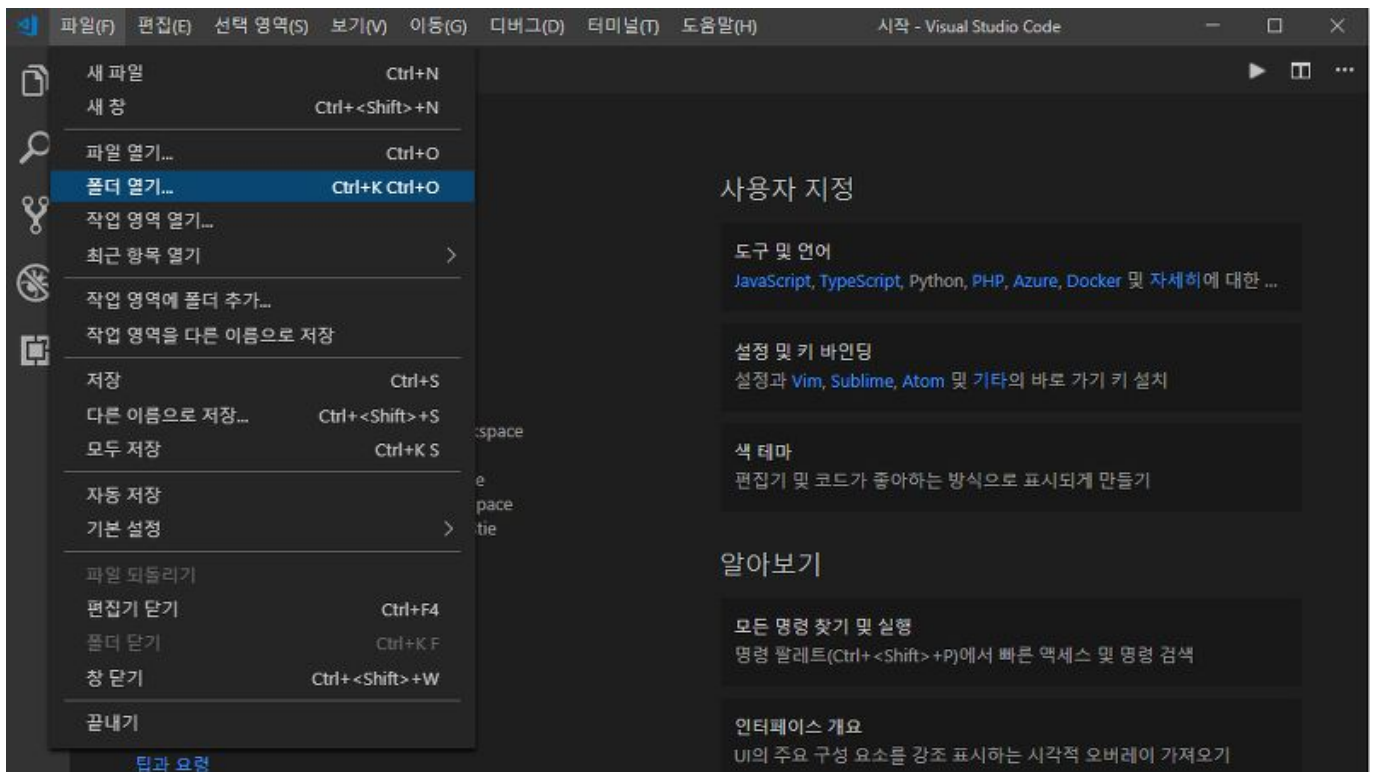 파일(F) 편집(E) 선택 영역(S) 보기(V) 이동(G) 디버그(D) 터미널(T) 도움말(H) 시작 - Visual Studio Code
새 파일 Ctrl+N
새 창 Ctrl+<Shift>+N
파일 열기... Ctrl+O
폴더 열기... Ctrl+K Ctrl+O
작업 영역 열기...
최근 항목 열기
작업 영역에 폴더 추가...
작업 영역을 다른 이름으로 저장
저장 Ctrl+S
다른 이름으로 저장... Ctrl+<Shift>+S
모두 저장 Ctrl+K S
자동 저장
기본 설정
파일 되돌리기
편집기 닫기 Ctrl+F4
폴더 닫기 Ctrl+K F
창 닫기 Ctrl+<Shift>+W
끝내기
팁과 요령
사용자 지정
도구 및 언어
JavaScript, TypeScript, Python, PHP, Azure, Docker 및 자세히에 대한 ...
설정 및 키 바인딩
설정과 Vim, Sublime, Atom 및 기타의 바로 가기 키 설치
색 테마
편집기 및 코드가 좋아하는 방식으로 표시되게 만들기
알아보기
모든 명령 찾기 및 실행
명령 팔레트(Ctrl+<Shift>+P)에서 빠른 액세스 및 명령 검색
인터페이스 개요
UI의 주요 구성 요소를 강조 표시하는 시각적 오버레이 가져오기